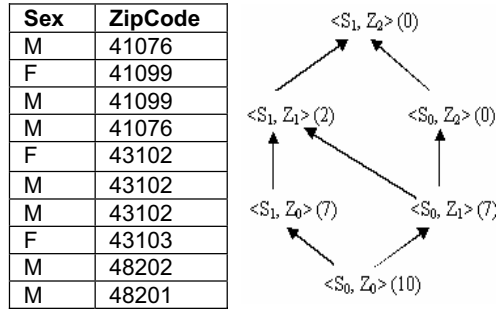 Sex ZipCode
M 41076
F 41099
M 41099
M 41076
F 43102
M 43102
M 43102
F 43103
M 48202
M 48201
<S₁, Z₂> (0)
<S₁, Z₁> (2) <S₀, Z₂> (0)
<S₁, Z₀> (7) <S₀, Z₁> (7)
<S₀, Z₀> (10)